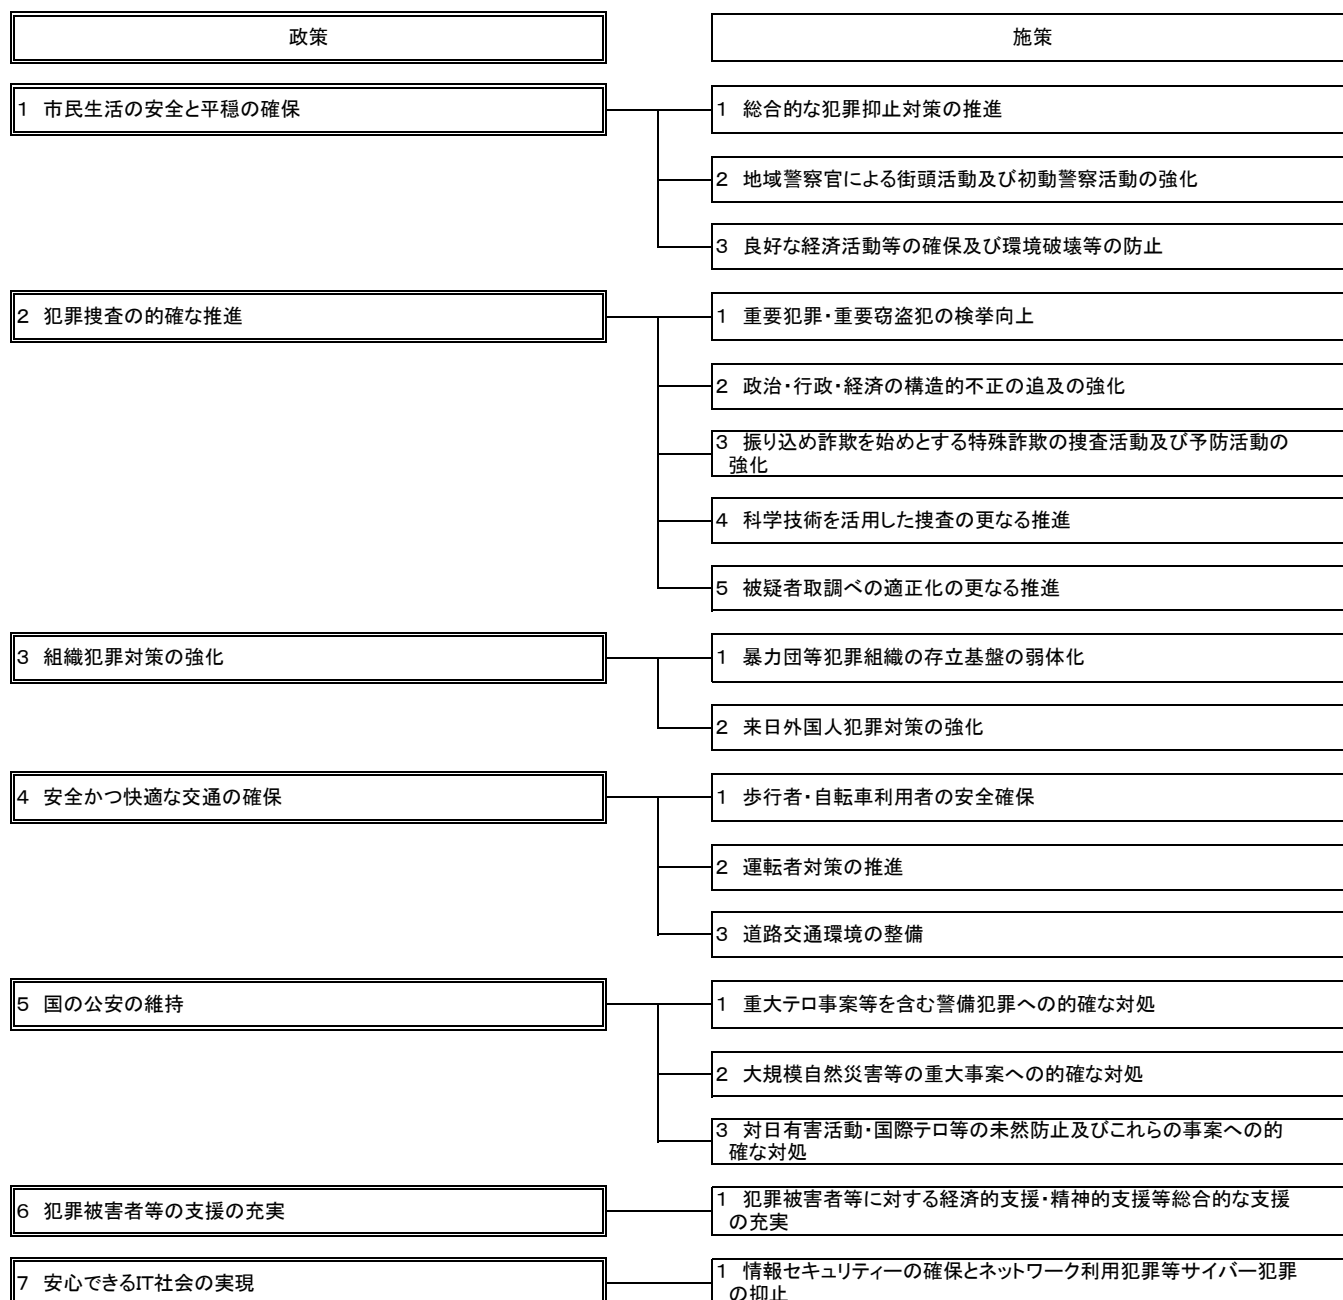 政策
施策
1 市民生活の安全と平穏の確保
1 総合的な犯罪抑止対策の推進
2 地域警察官による街頭活動及び初動警察活動の強化
3 良好な経済活動等の確保及び環境破壊等の防止
2 犯罪捜査の的確な推進
1 重要犯罪・重要窃盗犯の検挙向上
2 政治・行政・経済の構造的不正の追及の強化
3 振り込め詐欺を始めとする特殊詐欺の捜査活動及び予防活動の
強化
4 科学技術を活用した捜査の更なる推進
5 被疑者取調べの適正化の更なる推進
3 組織犯罪対策の強化
1 暴力団等犯罪組織の存立基盤の弱体化
2 来日外国人犯罪対策の強化
4 安全かつ快適な交通の確保
1 歩行者・自転車利用者の安全確保
2 運転者対策の推進
3 道路交通環境の整備
5 国の公安の維持
1 重大テロ事案等を含む警備犯罪への的確な対処
2 大規模自然災害等の重大事案への的確な対処
3 対日有害活動・国際テロ等の未然防止及びこれらの事案への的
確な対処
6 犯罪被害者等の支援の充実
1 犯罪被害者等に対する経済的支援・精神的支援等総合的な支援
の充実
7 安心できるIT社会の実現
1 情報セキュリティーの確保とネットワーク利用犯罪等サイバー犯罪
の抑止